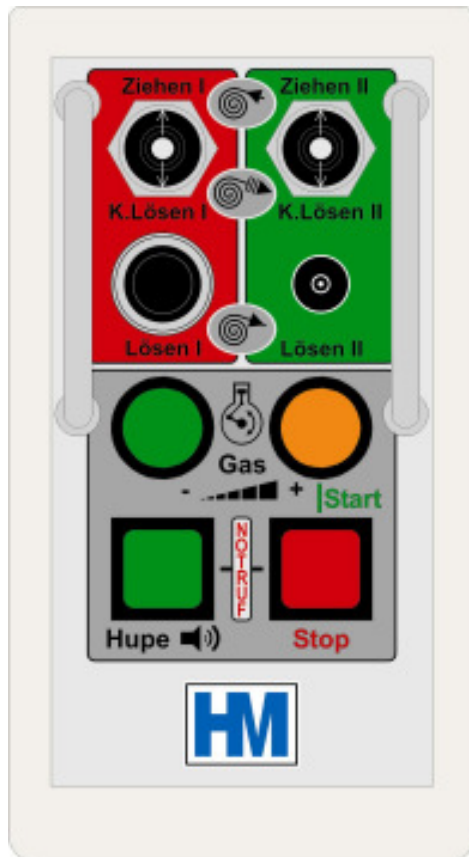 Ziehen I Ziehen II
K.Lösen I K.Lösen II
Lösen I Lösen II
Gas
- +
|Start
NOTRUF
Hupe Stop
HM